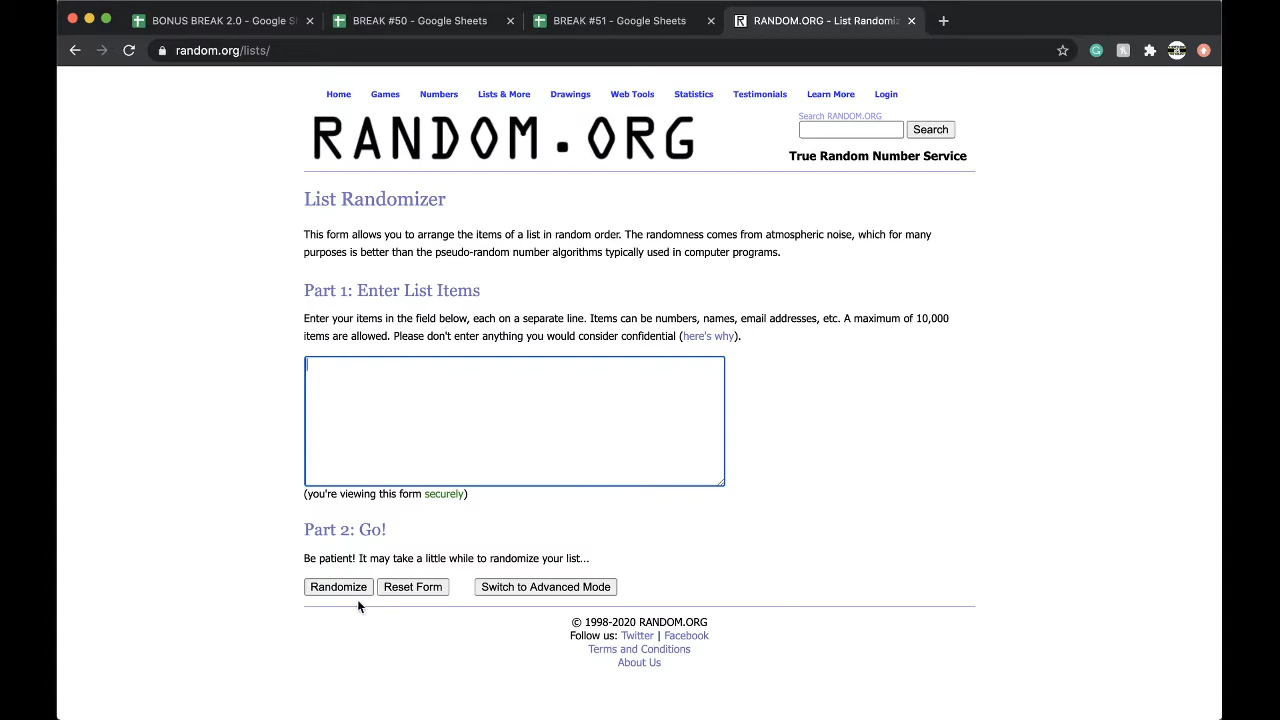 BONUS BREAK 2.0 - Google S
BREAK #50 - Google Sheets
BREAK #51 - Google Sheets
RANDOM.ORG - List Randomiz
random.org/lists/
Home Games Numbers Lists & More Drawings Web Tools Statistics Testimonials Learn More Login
RANDOM.ORG
Search RANDOM.ORG
Search
True Random Number Service
List Randomizer
This form allows you to arrange the items of a list in random order. The randomness comes from atmospheric noise, which for many
purposes is better than the pseudo-random number algorithms typically used in computer programs.
Part 1: Enter List Items
Enter your items in the field below, each on a separate line. Items can be numbers, names, email addresses, etc. A maximum of 10,000
items are allowed. Please don't enter anything you would consider confidential (here's why).
(you're viewing this form securely)
Part 2: Go!
Be patient! It may take a little while to randomize your list...
Randomize Reset Form Switch to Advanced Mode
© 1998-2020 RANDOM.ORG
Follow us: Twitter | Facebook
Terms and Conditions
About Us